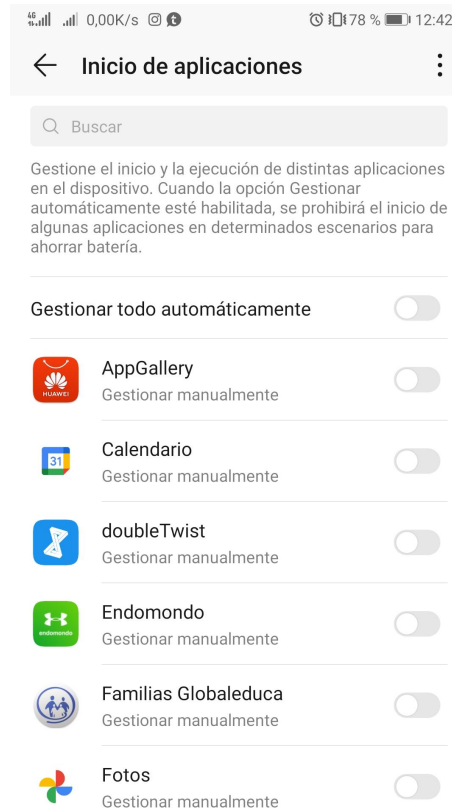 4G 0,00K/s 78 % 12:42
Inicio de aplicaciones
Buscar
Gestione el inicio y la ejecución de distintas aplicaciones
en el dispositivo. Cuando la opción Gestionar
automáticamente esté habilitada, se prohibirá el inicio de
algunas aplicaciones en determinados escenarios para
ahorrar batería.
Gestionar todo automáticamente
HUAWEI
AppGallery
Gestionar manualmente
31
Calendario
Gestionar manualmente
doubleTwist
Gestionar manualmente
endomondo
Endomondo
Gestionar manualmente
Familias Globaleduca
Gestionar manualmente
Fotos
Gestionar manualmente